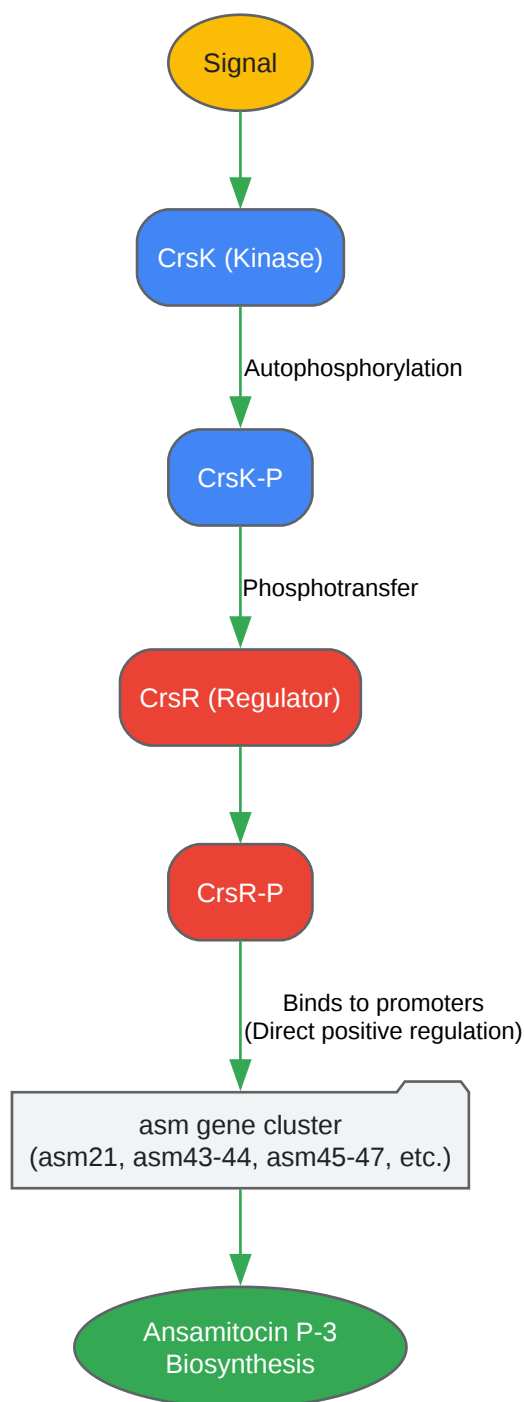 Signal
CrsK (Kinase)
Autophosphorylation
CrsK-P
Phosphotransfer
CrsR (Regulator)
CrsR-P
Binds to promoters
(Direct positive regulation)
asm gene cluster
(asm21, asm43-44, asm45-47, etc.)
Ansamitocin P-3
Biosynthesis